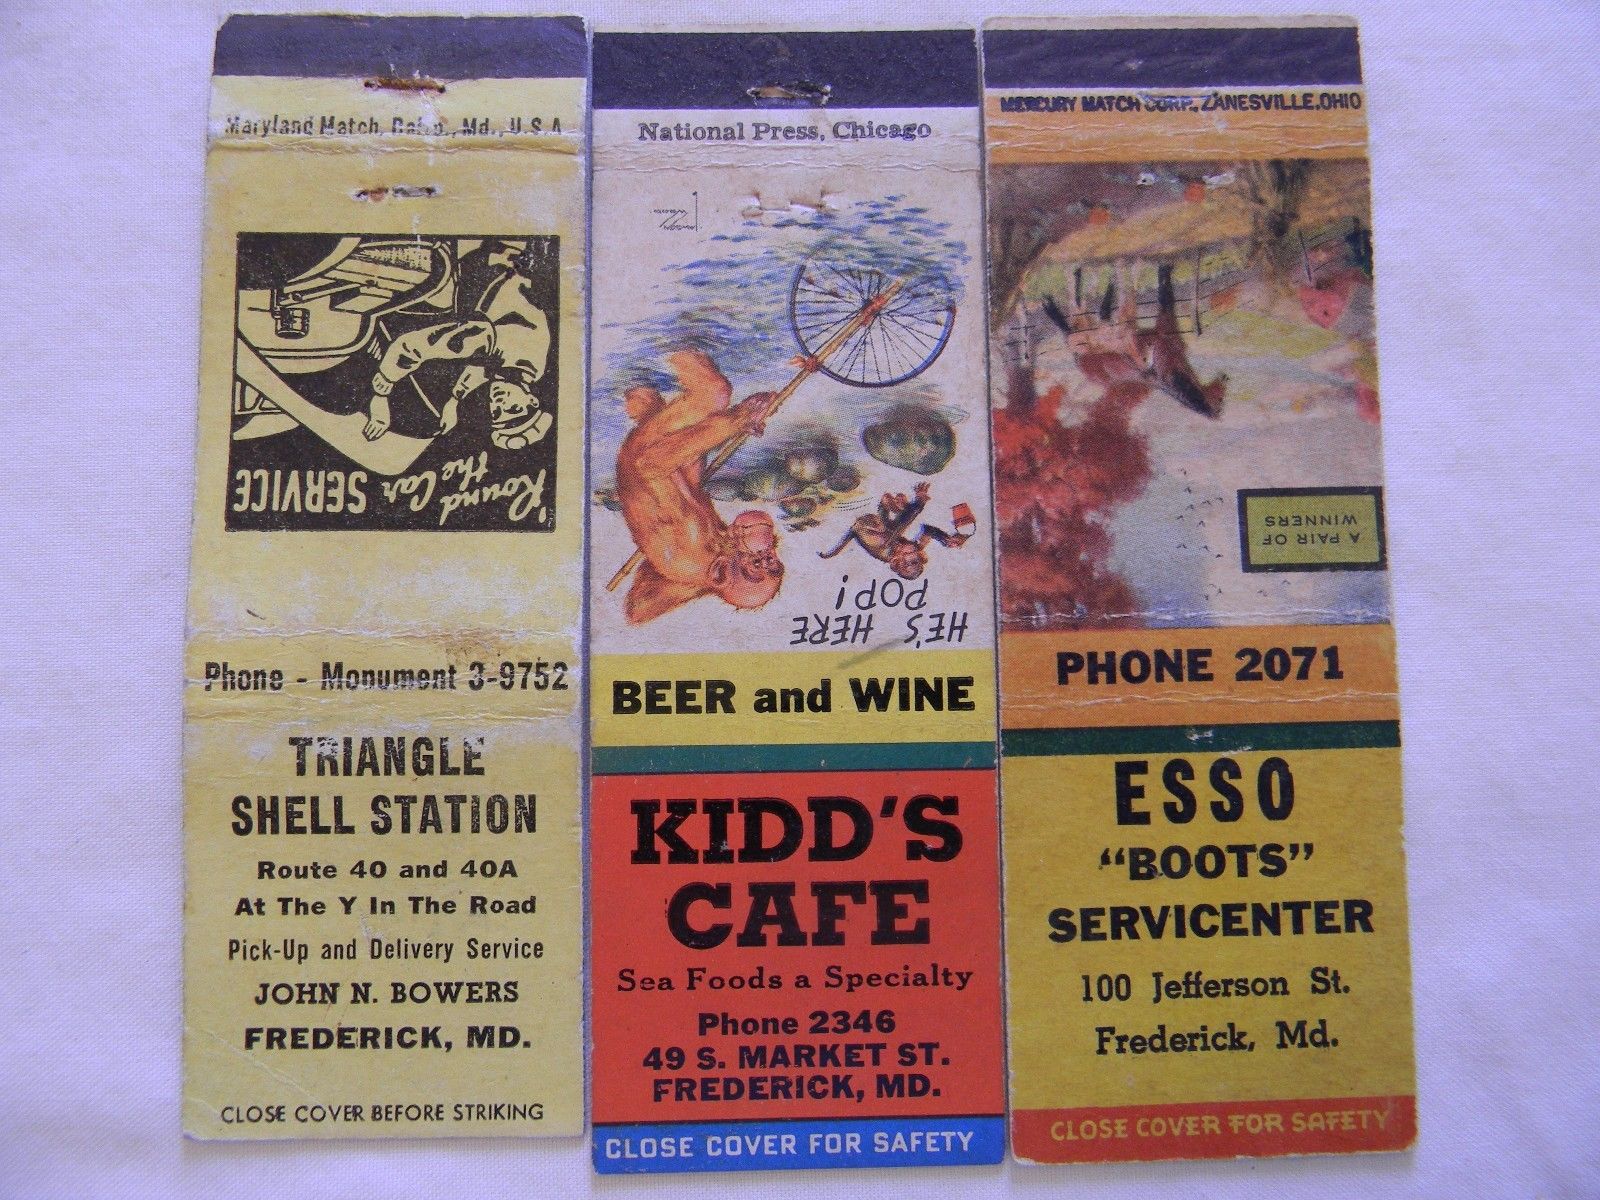 Maryland Match, Balto., Md., U.S.A
'Round
the Car
SERVICE
Phone - Monument 3-9752
TRIANGLE
SHELL STATION
Route 40 and 40A
At The Y In The Road
Pick-Up and Delivery Service
JOHN N. BOWERS
FREDERICK, MD.
CLOSE COVER BEFORE STRIKING
National Press, Chicago
HE'S HERE
POP!
BEER and WINE
KIDD'S
CAFE
Sea Foods a Specialty
Phone 2346
49 S. MARKET ST.
FREDERICK, MD.
CLOSE COVER FOR SAFETY
MERCURY MATCH CORP., ZANESVILLE, OHIO
A PAIR OF
WINNERS
PHONE 2071
ESSO
"BOOTS"
SERVICENTER
100 Jefferson St.
Frederick, Md.
CLOSE COVER FOR SAFETY